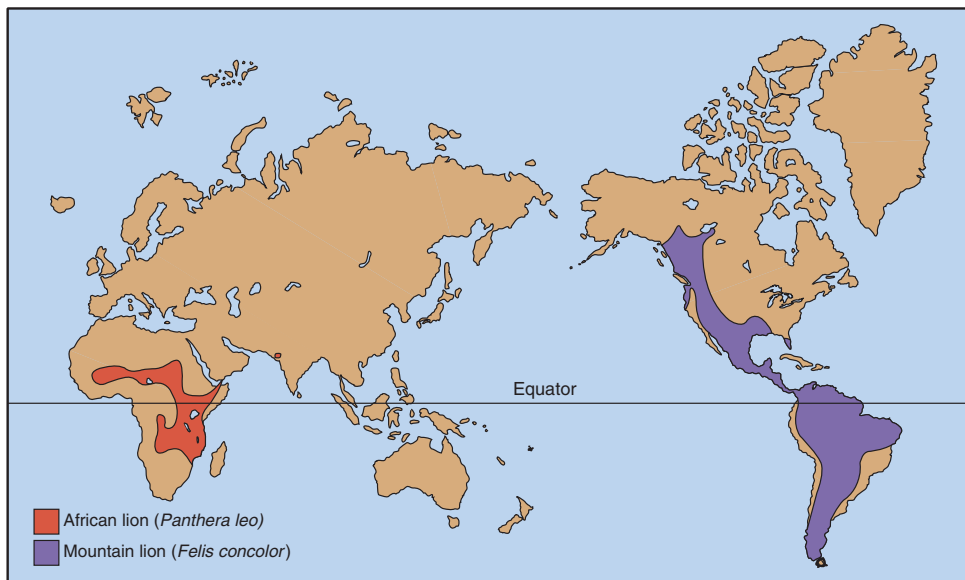 Equator
African lion (Panthera leo)
Mountain lion (Felis concolor)